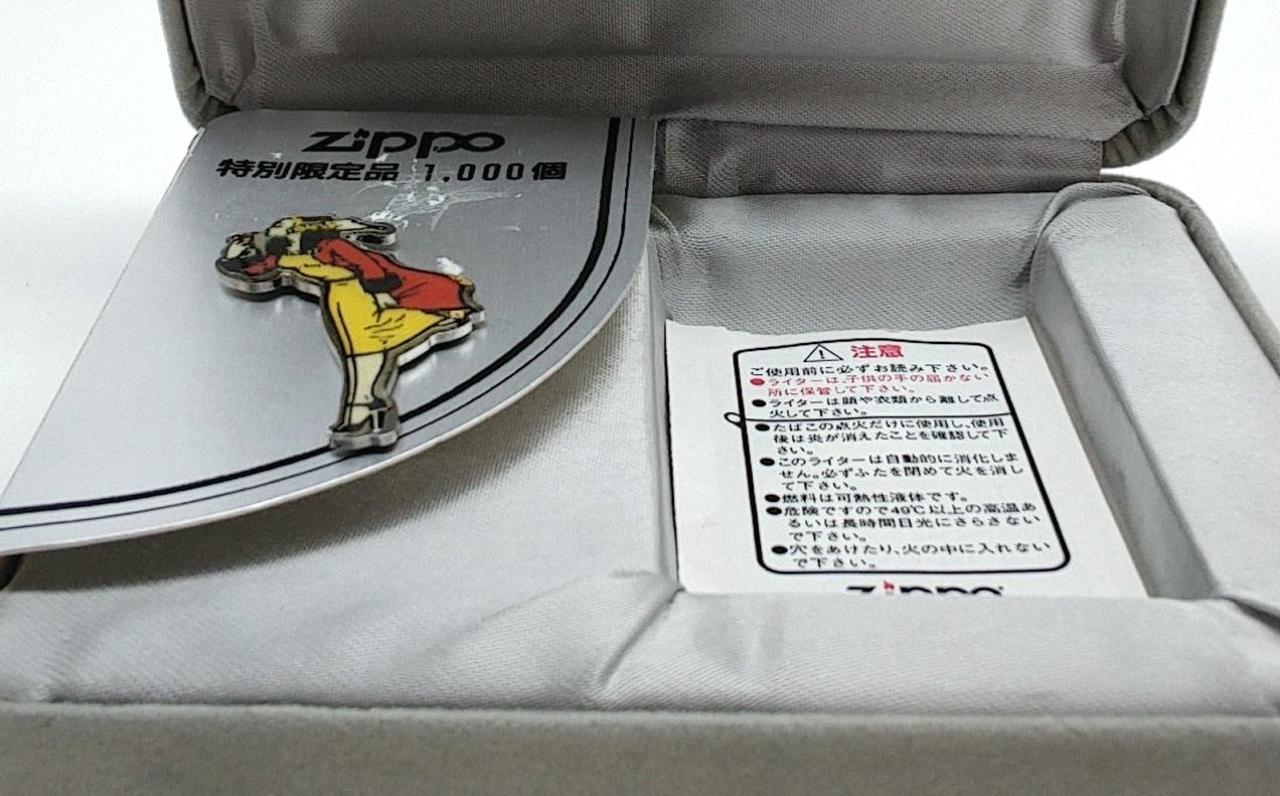 Zippo
特別限定品 1,000個
注意
ご使用前に必ずお読み下さい。
●ライターは、子供の手の届かない
所に保管して下さい。
●ライターは顔や衣類から離して点
火して下さい。
●たばこの点火だけに使用し、使用
後は炎が消えたことを確認して下
さい。
●このライターは自動的に消化しま
せん。必ずふたを閉めて火を消し
て下さい。
●燃料は可熱性液体です。
●危険ですので49℃以上の高温あ
るいは長時間日光にさらさない
で下さい。
●穴をあけたり、火の中に入れない
で下さい。
Zippo